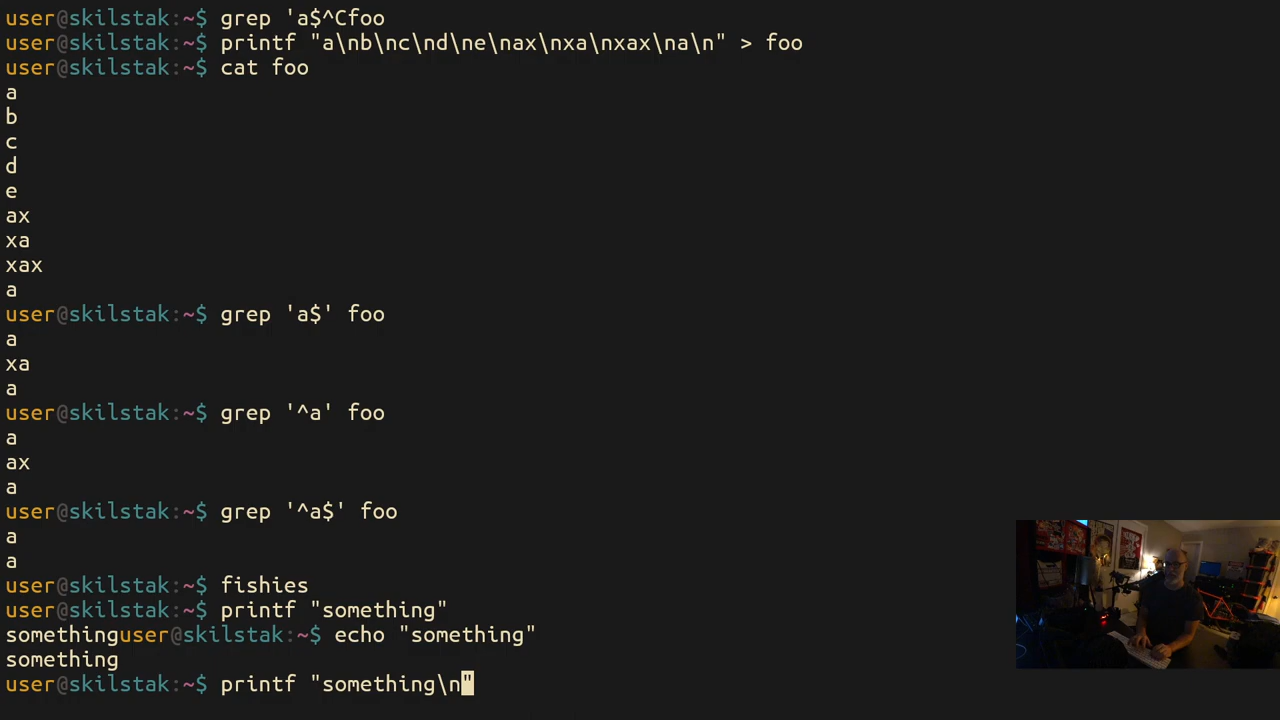 user@skilstak:~$ grep 'a$^Cfoo
user@skilstak:~$ printf "a\nb\nc\nd\ne\nax\nxa\nxax\na\n" > foo
user@skilstak:~$ cat foo
a
b
c
d
e
ax
xa
xax
a
user@skilstak:~$ grep 'a$' foo
a
xa
a
user@skilstak:~$ grep '^a' foo
a
ax
a
user@skilstak:~$ grep '^a$' foo
a
a
user@skilstak:~$ fishies
user@skilstak:~$ printf "something"
somethinguser@skilstak:~$ echo "something"
something
user@skilstak:~$ printf "something\n"